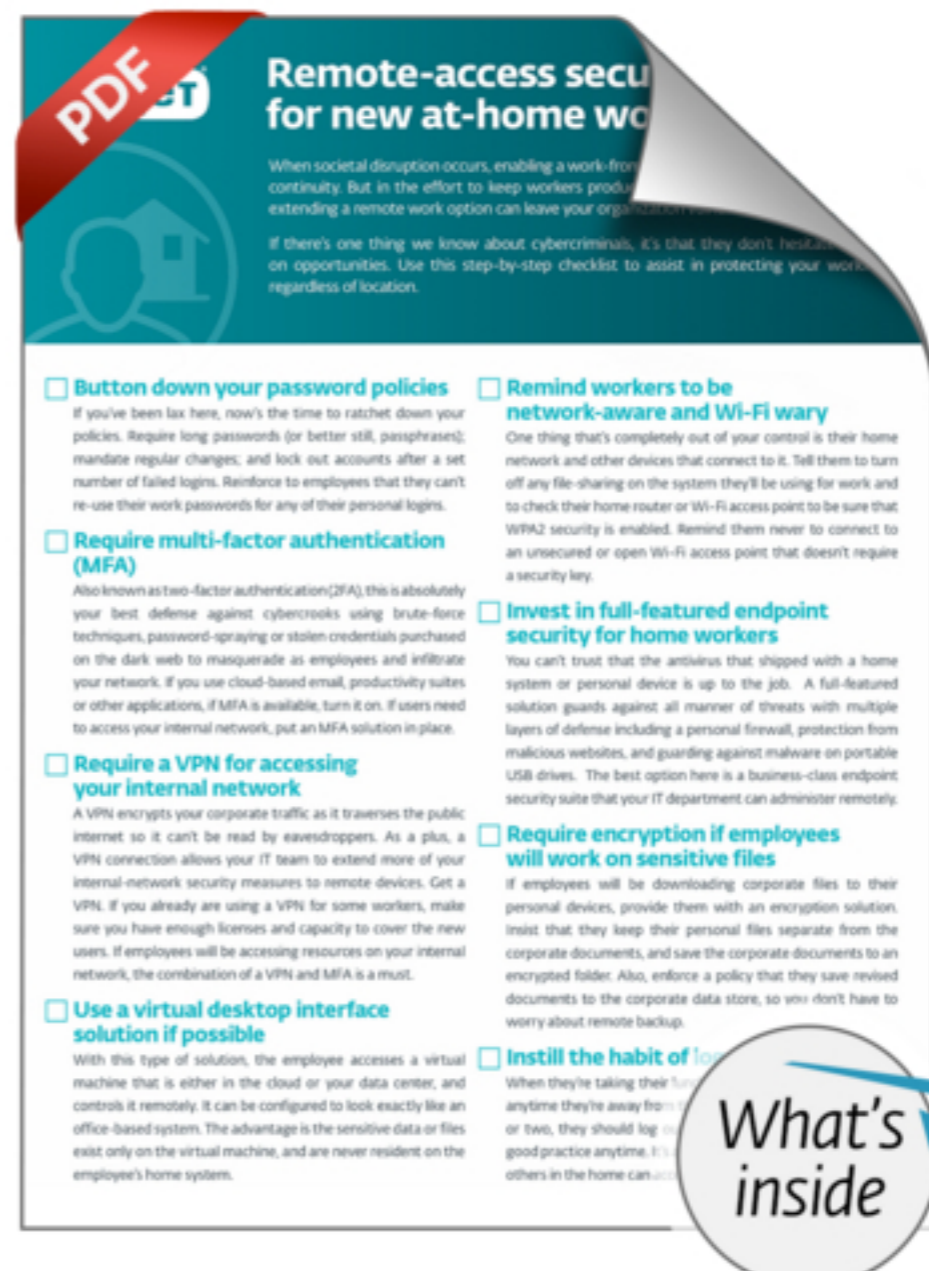 PDF
Remote-access secu
for new at-home wo
When societal disruption occurs, enabling a work-from
continuity. But in the effort to keep workers produ
extending a remote work option can leave your organization
If there's one thing we know about cybercriminals, it's that they don't hesitate
on opportunities. Use this step-by-step checklist to assist in protecting your work
regardless of location.
Button down your password policies
If you've been lax here, now's the time to ratchet down your
policies. Require long passwords (or better still, passphrases);
mandate regular changes; and lock out accounts after a set
number of failed logins. Reinforce to employees that they can't
re-use their work passwords for any of their personal logins.
Require multi-factor authentication
(MFA)
Also known as two-factor authentication (2FA), this is absolutely
your best defense against cybercrooks using brute-force
techniques, password-spraying or stolen credentials purchased
on the dark web to masquerade as employees and infiltrate
your network. If you use cloud-based email, productivity suites
or other applications, if MFA is available, turn it on. If users need
to access your internal network, put an MFA solution in place.
Require a VPN for accessing
your internal network
A VPN encrypts your corporate traffic as it traverses the public
internet so it can't be read by eavesdroppers. As a plus, a
VPN connection allows your IT team to extend more of your
internal-network security measures to remote devices. Get a
VPN. If you already are using a VPN for some workers, make
sure you have enough licenses and capacity to cover the new
users. If employees will be accessing resources on your internal
network, the combination of a VPN and MFA is a must.
Use a virtual desktop interface
solution if possible
With this type of solution, the employee accesses a virtual
machine that is either in the cloud or your data center, and
controls it remotely. It can be configured to look exactly like an
office-based system. The advantage is the sensitive data or files
exist only on the virtual machine, and are never resident on the
employee's home system.
Remind workers to be
network-aware and Wi-Fi wary
One thing that's completely out of your control is their home
network and other devices that connect to it. Tell them to turn
off any file-sharing on the system they'll be using for work and
to check their home router or Wi-Fi access point to be sure that
WPA2 security is enabled. Remind them never to connect to
an unsecured or open Wi-Fi access point that doesn't require
a security key.
Invest in full-featured endpoint
security for home workers
You can't trust that the antivirus that shipped with a home
system or personal device is up to the job. A full-featured
solution guards against all manner of threats with multiple
layers of defense including a personal firewall, protection from
malicious websites, and guarding against malware on portable
USB drives. The best option here is a business-class endpoint
security suite that your IT department can administer remotely.
Require encryption if employees
will work on sensitive files
If employees will be downloading corporate files to their
personal devices, provide them with an encryption solution.
Insist that they keep their personal files separate from the
corporate documents, and save the corporate documents to an
encrypted folder. Also, enforce a policy that they save revised
documents to the corporate data store, so you don't have to
worry about remote backup.
Instill the habit of
When they're taking their
anytime they're away from
or two, they should log
good practice anytime. It's
others in the home can
What's
inside